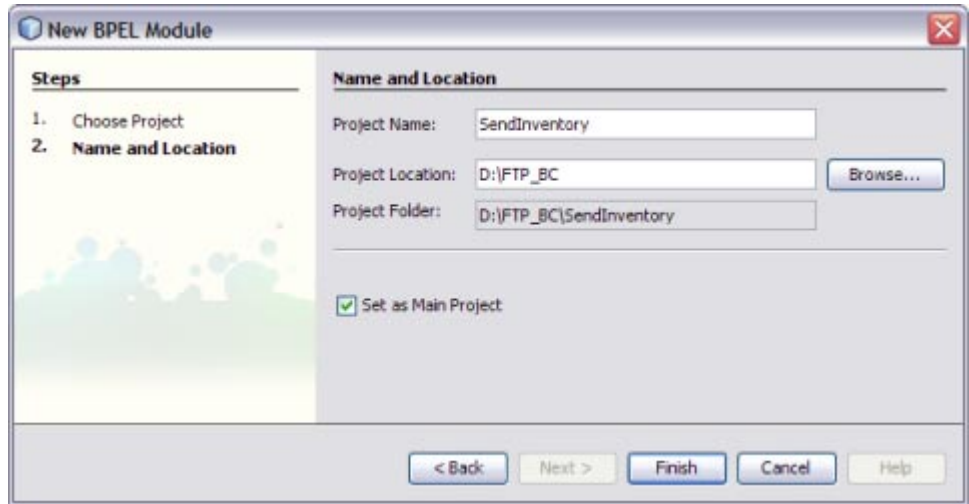 New BPEL Module
Steps
1. Choose Project
2. Name and Location
Name and Location
Project Name: SendInventory
Project Location: D:\FTP_BC Browse...
Project Folder: D:\FTP_BC\SendInventory
Set as Main Project
< Back Next > Finish Cancel Help